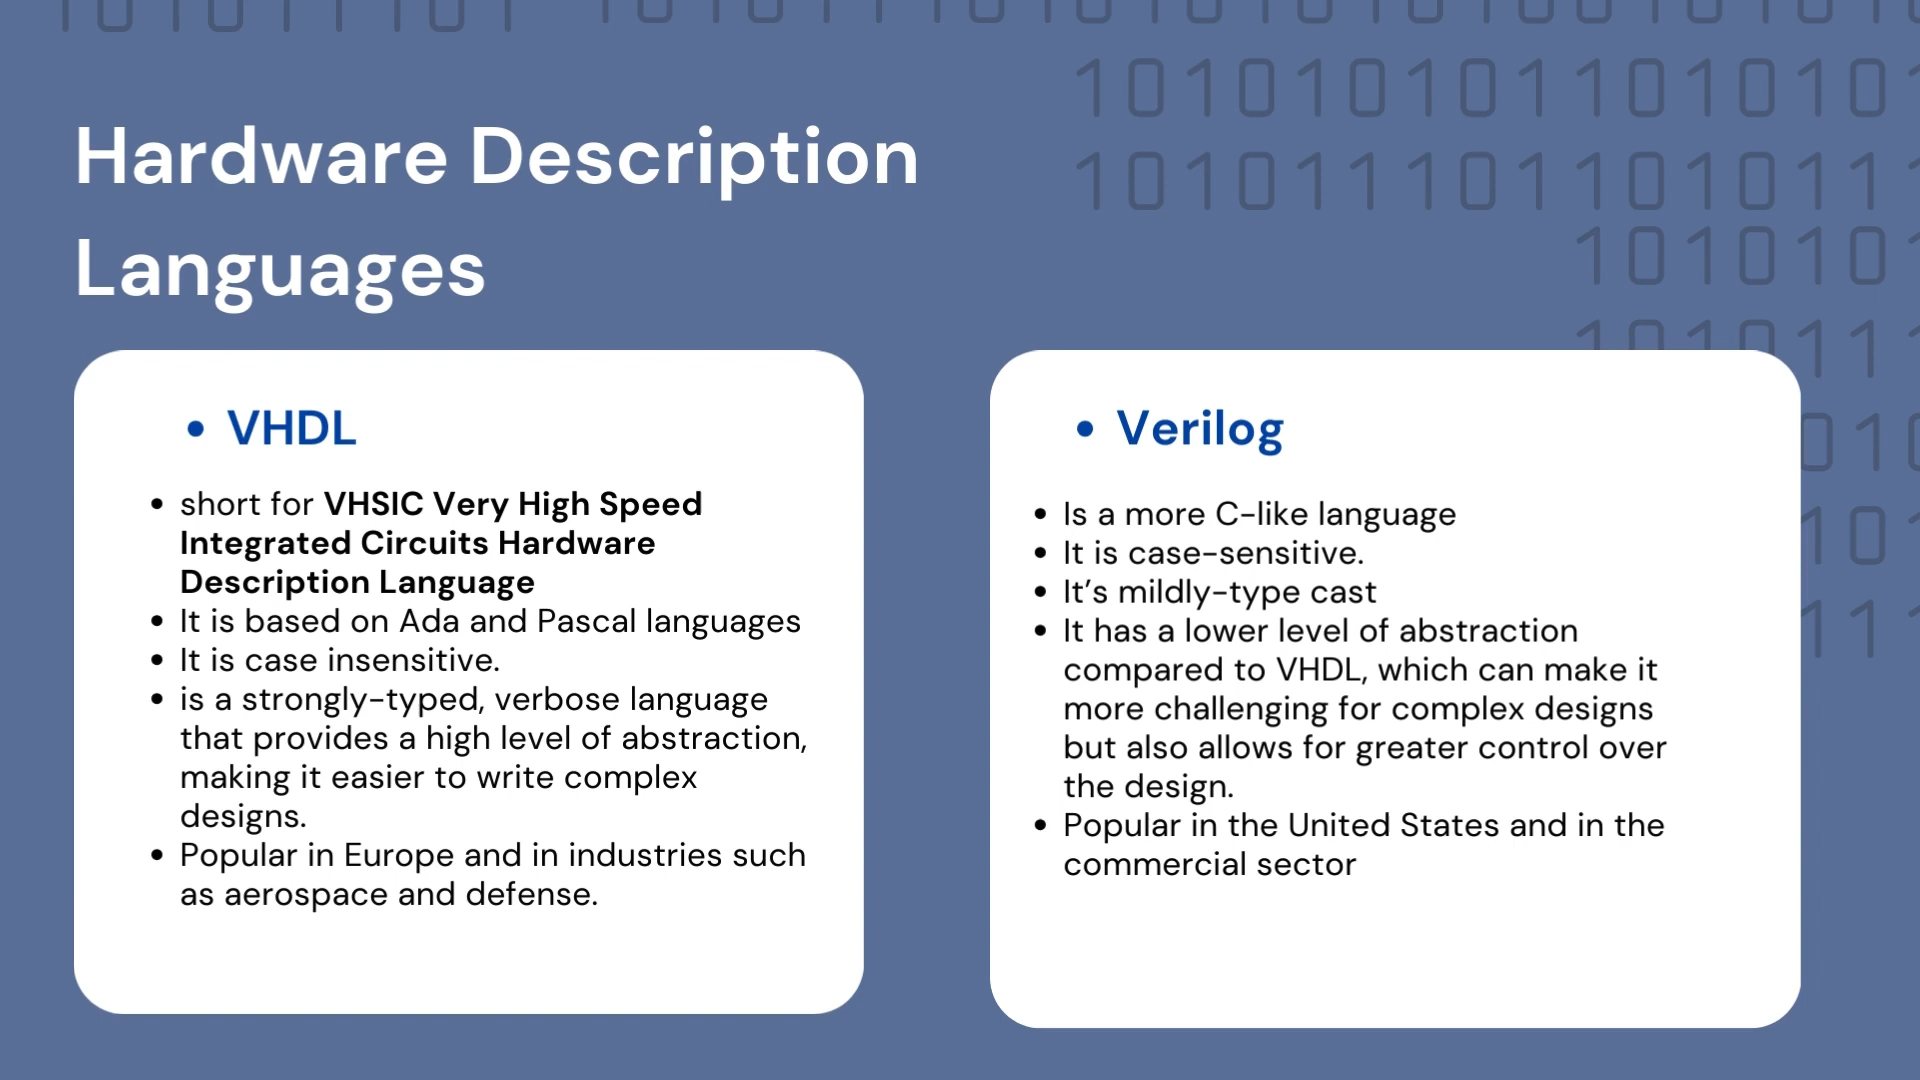 Hardware Description
Languages
• VHDL
• short for VHSIC Very High Speed
Integrated Circuits Hardware
Description Language
• It is based on Ada and Pascal languages
• It is case insensitive.
• is a strongly-typed, verbose language
that provides a high level of abstraction,
making it easier to write complex
designs.
• Popular in Europe and in industries such
as aerospace and defense.
• Verilog
• Is a more C-like language
• It is case-sensitive.
• It’s mildly-type cast
• It has a lower level of abstraction
compared to VHDL, which can make it
more challenging for complex designs
but also allows for greater control over
the design.
• Popular in the United States and in the
commercial sector